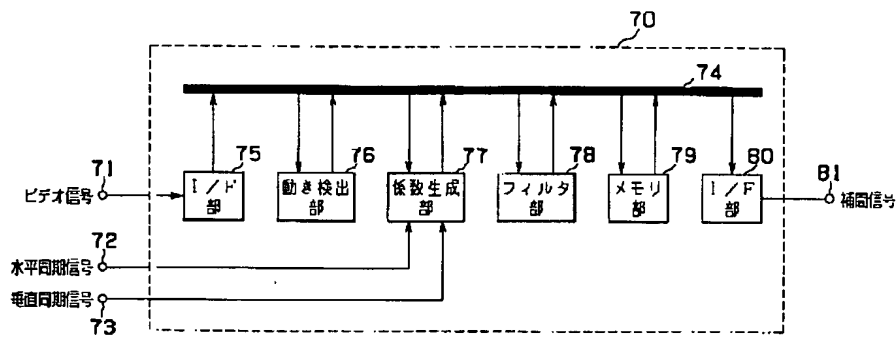 70
74
75
76
77
78
79
80
71
81
ビデオ信号
I/F
部
動き検出
部
係数生成
部
フィルタ
部
メモリ
部
I/F
部
補間信号
72
水平同期信号
垂直同期信号
73